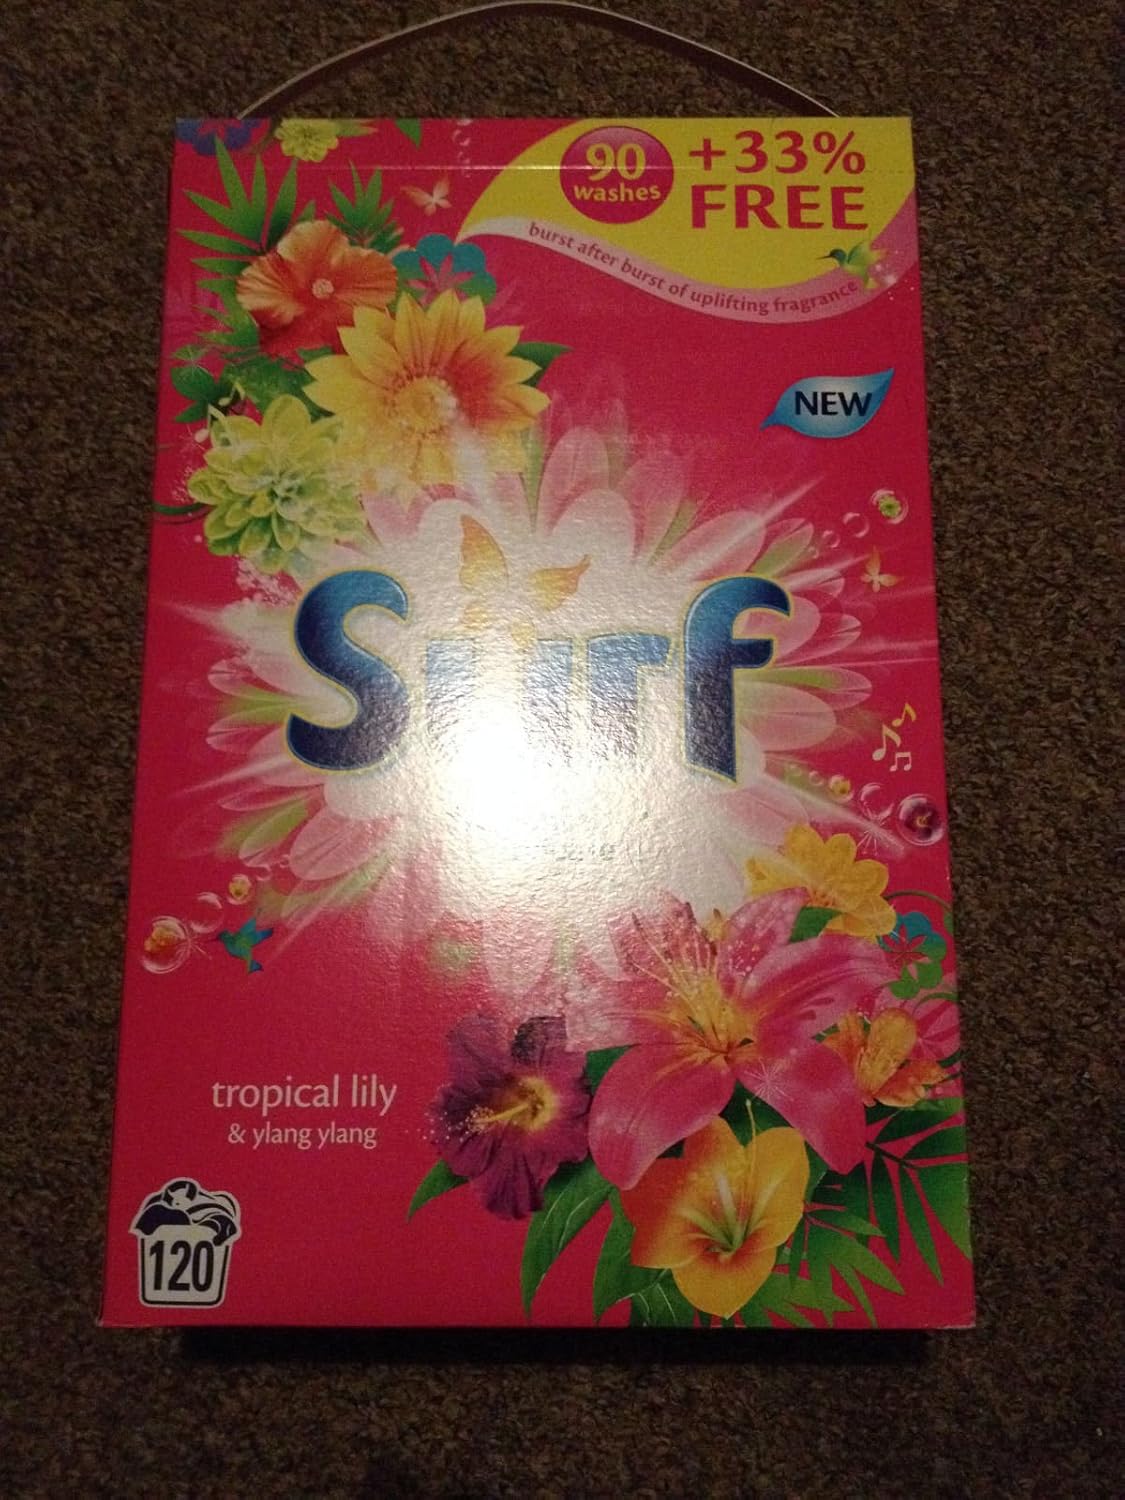 90
washes
+33%
FREE
burst after burst of uplifting fragrance
NEW
Surf
tropical lily
& ylang ylang
120